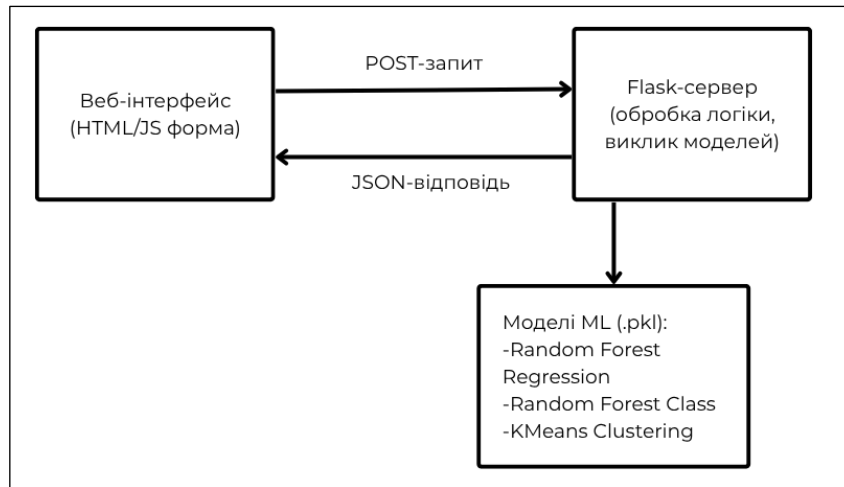 POST-запит
Веб-інтерфейс
(HTML/JS форма)
Flask-сервер
(обробка логіки,
виклик моделей)
JSON-відповідь
Моделі ML (.pkl):
-Random Forest
Regression
-Random Forest Class
-KMeans Clustering